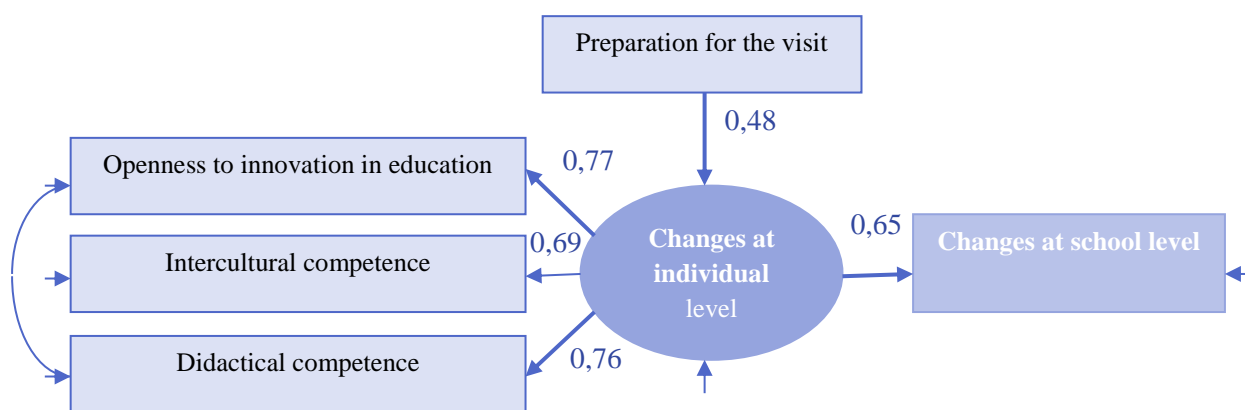 Preparation for the visit
0,48
Openness to innovation in education
0,77
Intercultural competence
0,69
Changes at
individual
level
0,65
Changes at school level
Didactical competence
0,76